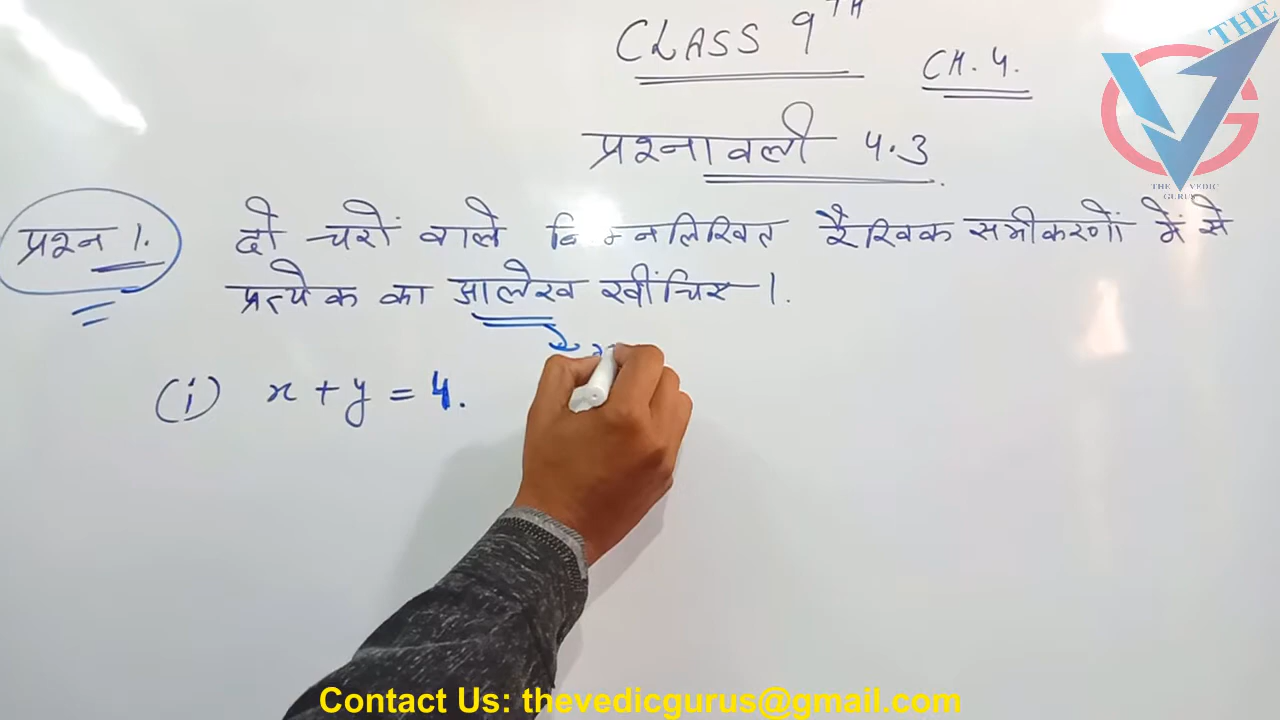 CLASS 9TH
CH. 4.
प्रश्नावली 4.3
प्रश्न 1. दो चरों वाले निम्नलिखित रैखिक समीकरणों में से
प्रत्येक का आलेख खींचिए ।.
(i) x + y = 4.
THE
THE VEDIC
GURUS
Contact Us: thevedicgurus@gmail.com